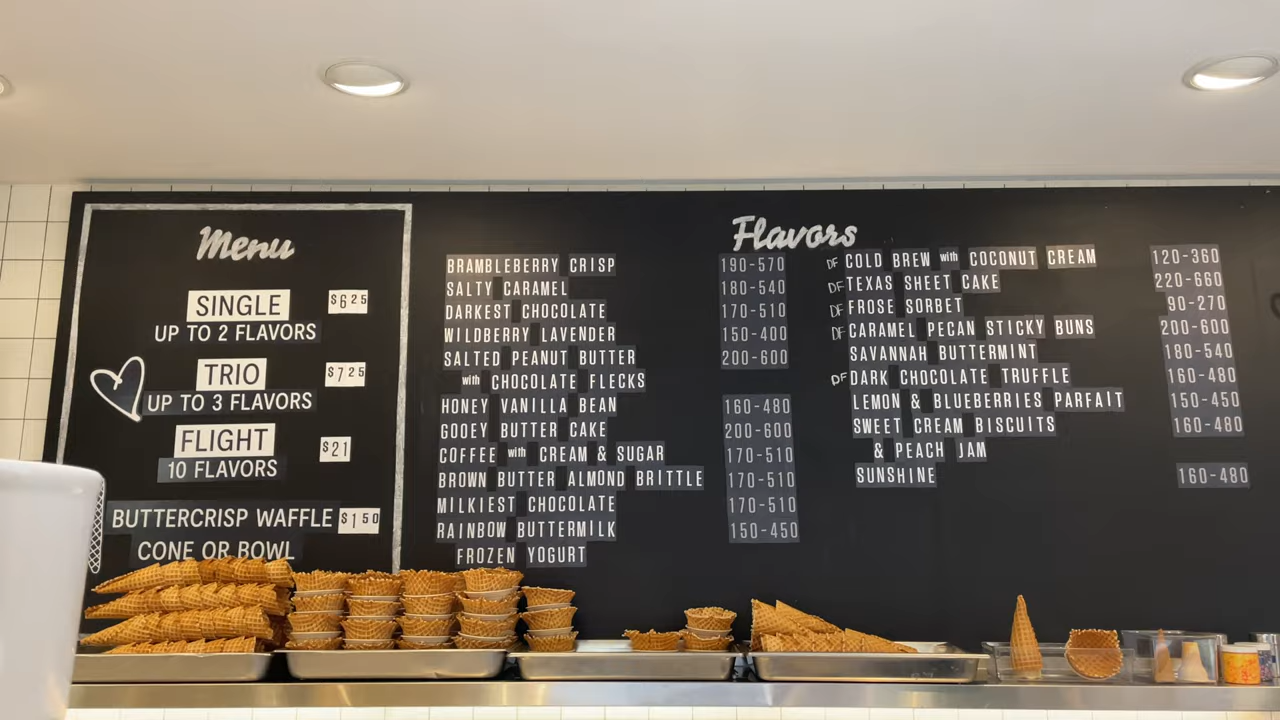 Menu
SINGLE $6.25
UP TO 2 FLAVORS
TRIO $7.25
UP TO 3 FLAVORS
FLIGHT $21
10 FLAVORS
BUTTERCRISP WAFFLE $1.50
CONE OR BOWL
Flavors
BRAMBLEBERRY CRISP 190-570
SALTY CARAMEL 180-540
DARKEST CHOCOLATE 170-510
WILDBERRY LAVENDER 150-400
SALTED PEANUT BUTTER 200-600
with CHOCOLATE FLECKS
HONEY VANILLA BEAN 160-480
GOOEY BUTTER CAKE 200-600
COFFEE with CREAM & SUGAR 170-510
BROWN BUTTER ALMOND BRITTLE 170-510
MILKIEST CHOCOLATE 170-510
RAINBOW BUTTERMILK 150-450
FROZEN YOGURT
DF COLD BREW with COCONUT CREAM 120-360
DF TEXAS SHEET CAKE 220-660
DF FROSE SORBET 90-270
DF CARAMEL PECAN STICKY BUNS 200-600
SAVANNAH BUTTERMINT 180-540
DF DARK CHOCOLATE TRUFFLE 160-480
LEMON & BLUEBERRIES PARFAIT 150-450
SWEET CREAM BISCUITS 160-480
& PEACH JAM
SUNSHINE 160-480